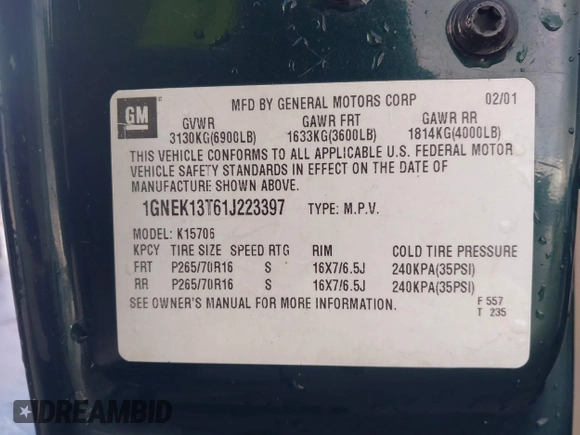 GM
MFD BY GENERAL MOTORS CORP 02/01
GVWR GAWR FRT GAWR RR
3130KG(6900LB) 1633KG(3600LB) 1814KG(4000LB)
THIS VEHICLE CONFORMS TO ALL APPLICABLE U.S. FEDERAL MOTOR
VEHICLE SAFETY STANDARDS IN EFFECT ON THE DATE OF
MANUFACTURE SHOWN ABOVE.
1GNEK13T61J223397 TYPE: M.P.V.
MODEL: K15706
KPCY TIRE SIZE SPEED RTG RIM COLD TIRE PRESSURE
FRT P265/70R16 S 16X7/6.5J 240KPA(35PSI)
RR P265/70R16 S 16X7/6.5J 240KPA(35PSI)
SEE OWNER'S MANUAL FOR MORE INFORMATION.
F 557
T 235
IDREAMBID